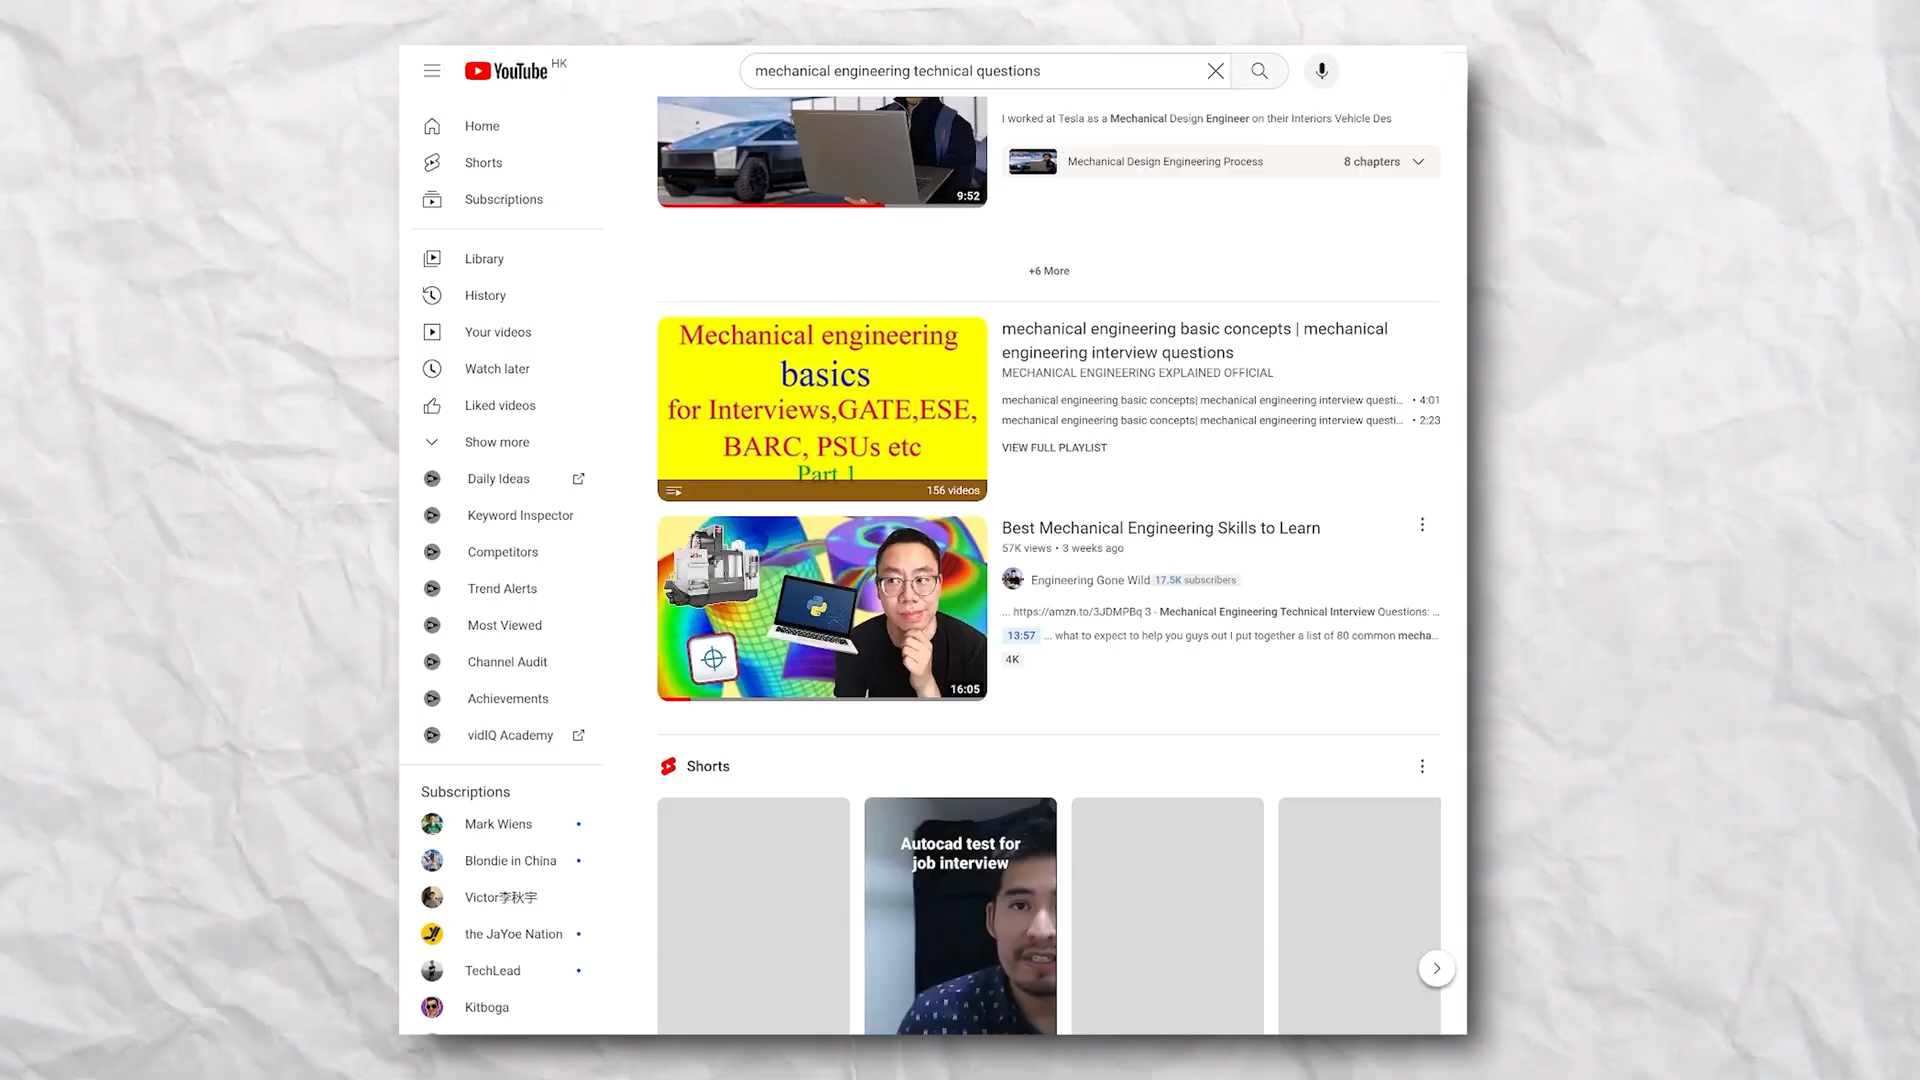 YouTube HK
mechanical engineering technical questions
Home
Shorts
Subscriptions
Library
History
Your videos
Watch later
Liked videos
Show more
Daily Ideas
Keyword Inspector
Competitors
Trend Alerts
Most Viewed
Channel Audit
Achievements
vidIQ Academy
Subscriptions
Mark Wiens
Blondie in China
Victor李秋宇
the JaYoe Nation
TechLead
Kitboga
9:52
I worked at Tesla as a Mechanical Design Engineer on their Interiors Vehicle Des
Mechanical Design Engineering Process 8 chapters
+6 More
Mechanical engineering
basics
for Interviews,GATE,ESE,
BARC, PSUs etc
Part 1
156 videos
mechanical engineering basic concepts | mechanical
engineering interview questions
MECHANICAL ENGINEERING EXPLAINED OFFICIAL
mechanical engineering basic concepts| mechanical engineering interview questi... • 4:01
mechanical engineering basic concepts| mechanical engineering interview questi... • 2:23
VIEW FULL PLAYLIST
16:05
Best Mechanical Engineering Skills to Learn
57K views • 3 weeks ago
Engineering Gone Wild 17.5K subscribers
... https://amzn.to/3JDMPBq 3 - Mechanical Engineering Technical Interview Questions: ...
13:57 ... what to expect to help you guys out I put together a list of 80 common mecha...
4K
Shorts
Autocad test for
job interview